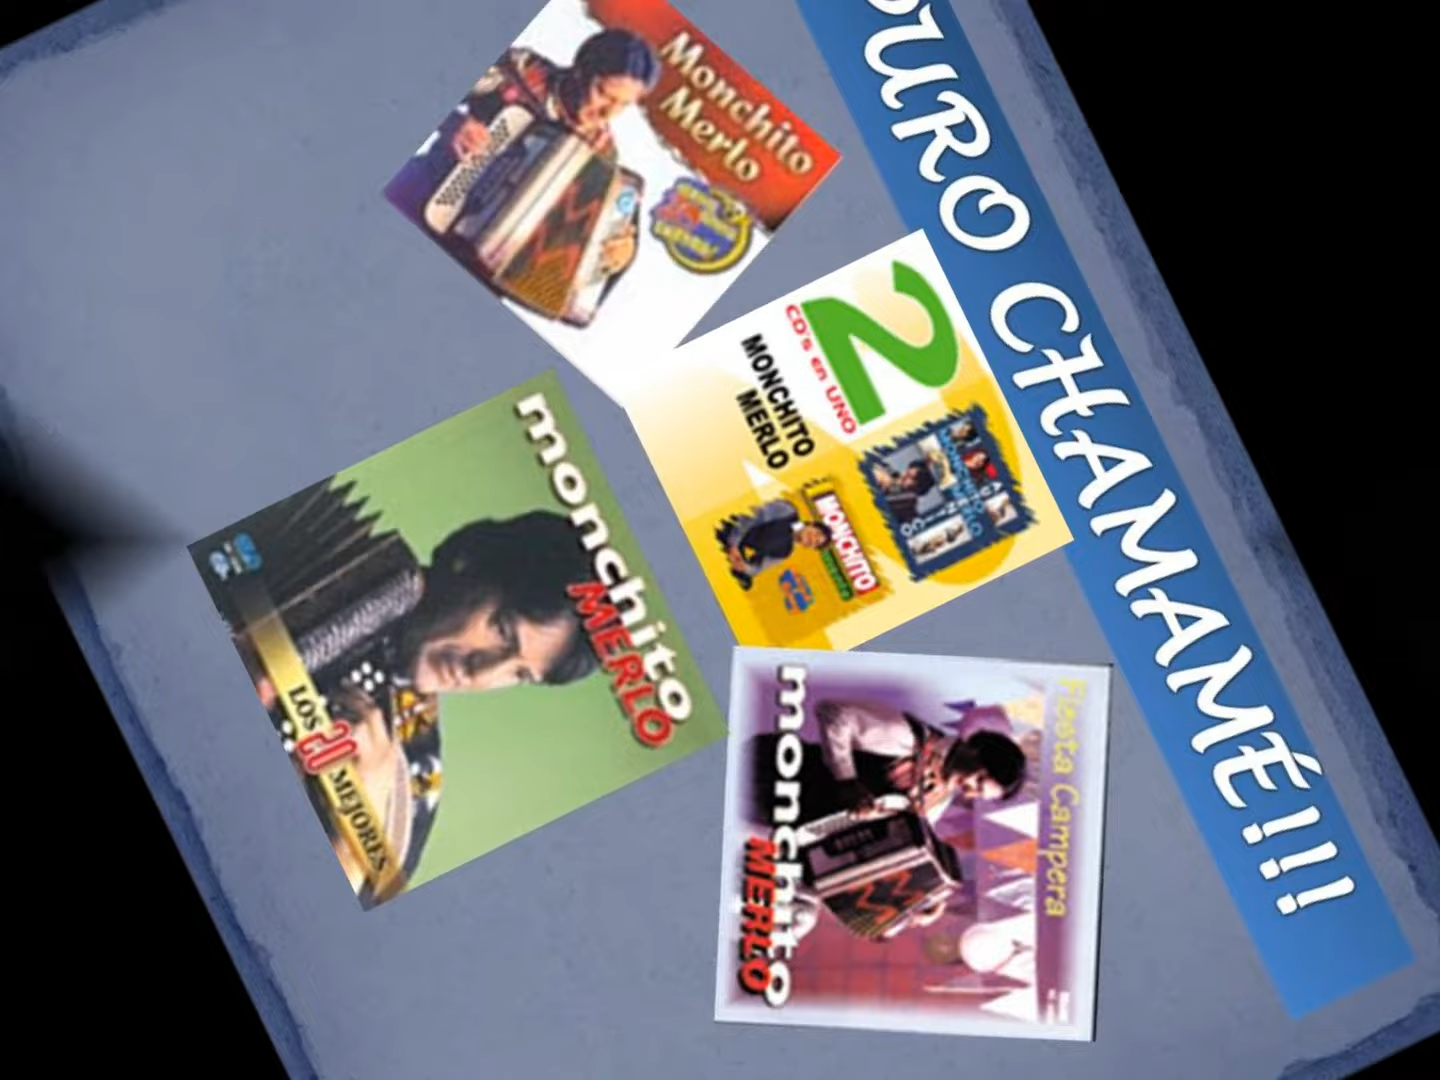 PURO CHAMAMÉ!!!
Monchito
Merlo
2
CD's en UNO
MONCHITO
MERLO
MONCHITO
monchito
MERLO
LOS 20 MEJORES
Fiesta Campera
monchito
MERLO